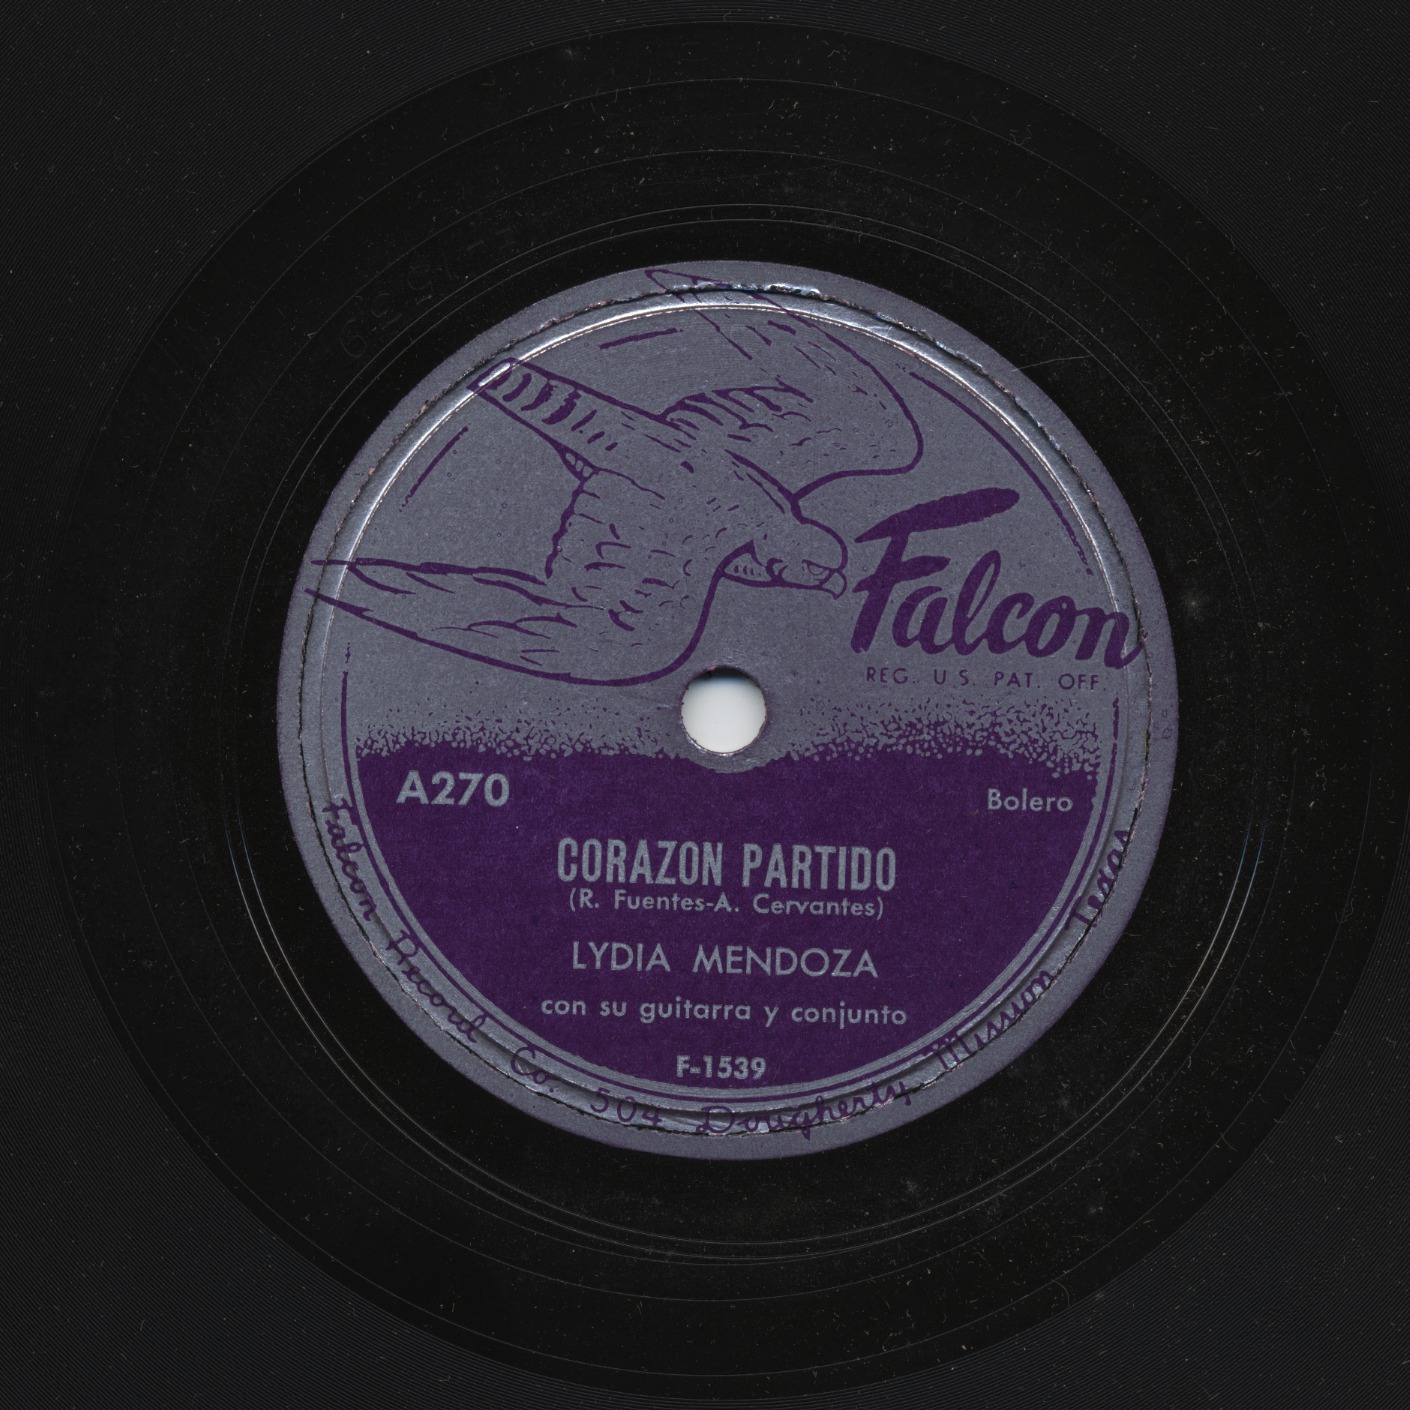 Falcon
REG. U.S. PAT. OFF.
A270
Bolero
CORAZON PARTIDO
(R. Fuentes-A. Cervantes)
LYDIA MENDOZA
con su guitarra y conjunto
F-1539
Falcon Record Co. 504 Dougherty, Mission, Texas